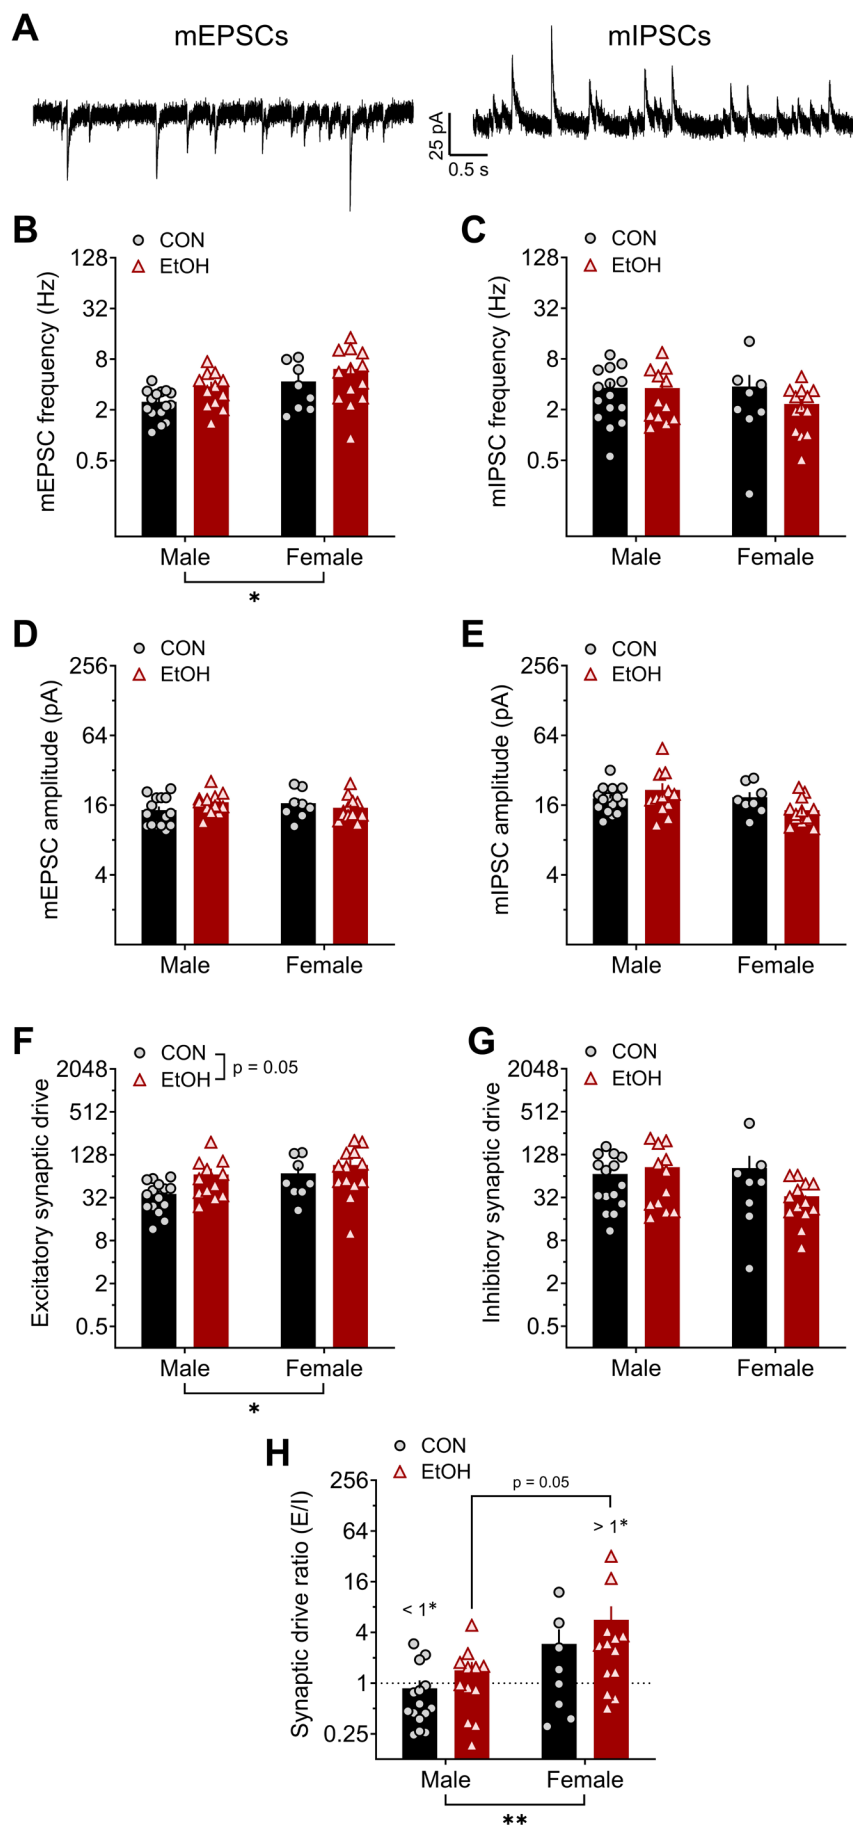 A
mEPSCs
mIPSCs
25 pA
0.5 s
B
CON
EtOH
mEPSC frequency (Hz)
128
32
8
2
0.5
Male
Female
*
C
CON
EtOH
mIPSC frequency (Hz)
128
32
8
2
0.5
Male
Female
D
CON
EtOH
mEPSC amplitude (pA)
256
64
16
4
Male
Female
E
CON
EtOH
mIPSC amplitude (pA)
256
64
16
4
Male
Female
F
CON
EtOH
p = 0.05
Excitatory synaptic drive
2048
512
128
32
8
2
0.5
Male
Female
*
G
CON
EtOH
Inhibitory synaptic drive
2048
512
128
32
8
2
0.5
Male
Female
H
CON
EtOH
Synaptic drive ratio (E/I)
256
64
16
4
1
0.25
p = 0.05
> 1*
< 1*
Male
Female
**